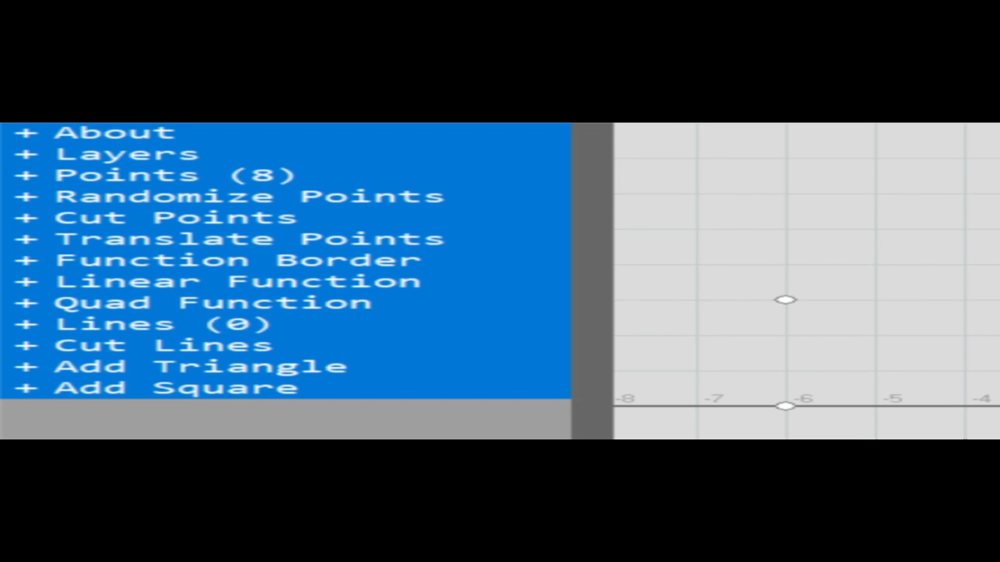 + About
+ Layers
+ Points (8)
+ Randomize Points
+ Cut Points
+ Translate Points
+ Function Border
+ Linear Function
+ Quad Function
+ Lines (0)
+ Cut Lines
+ Add Triangle
+ Add Square
-8 -7 -6 -5 -4